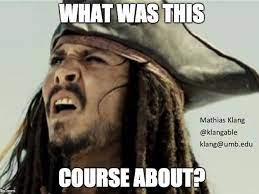 WHAT WAS THIS
Mathias Klang
@klangable
klang@umb.edu
COURSE ABOUT?